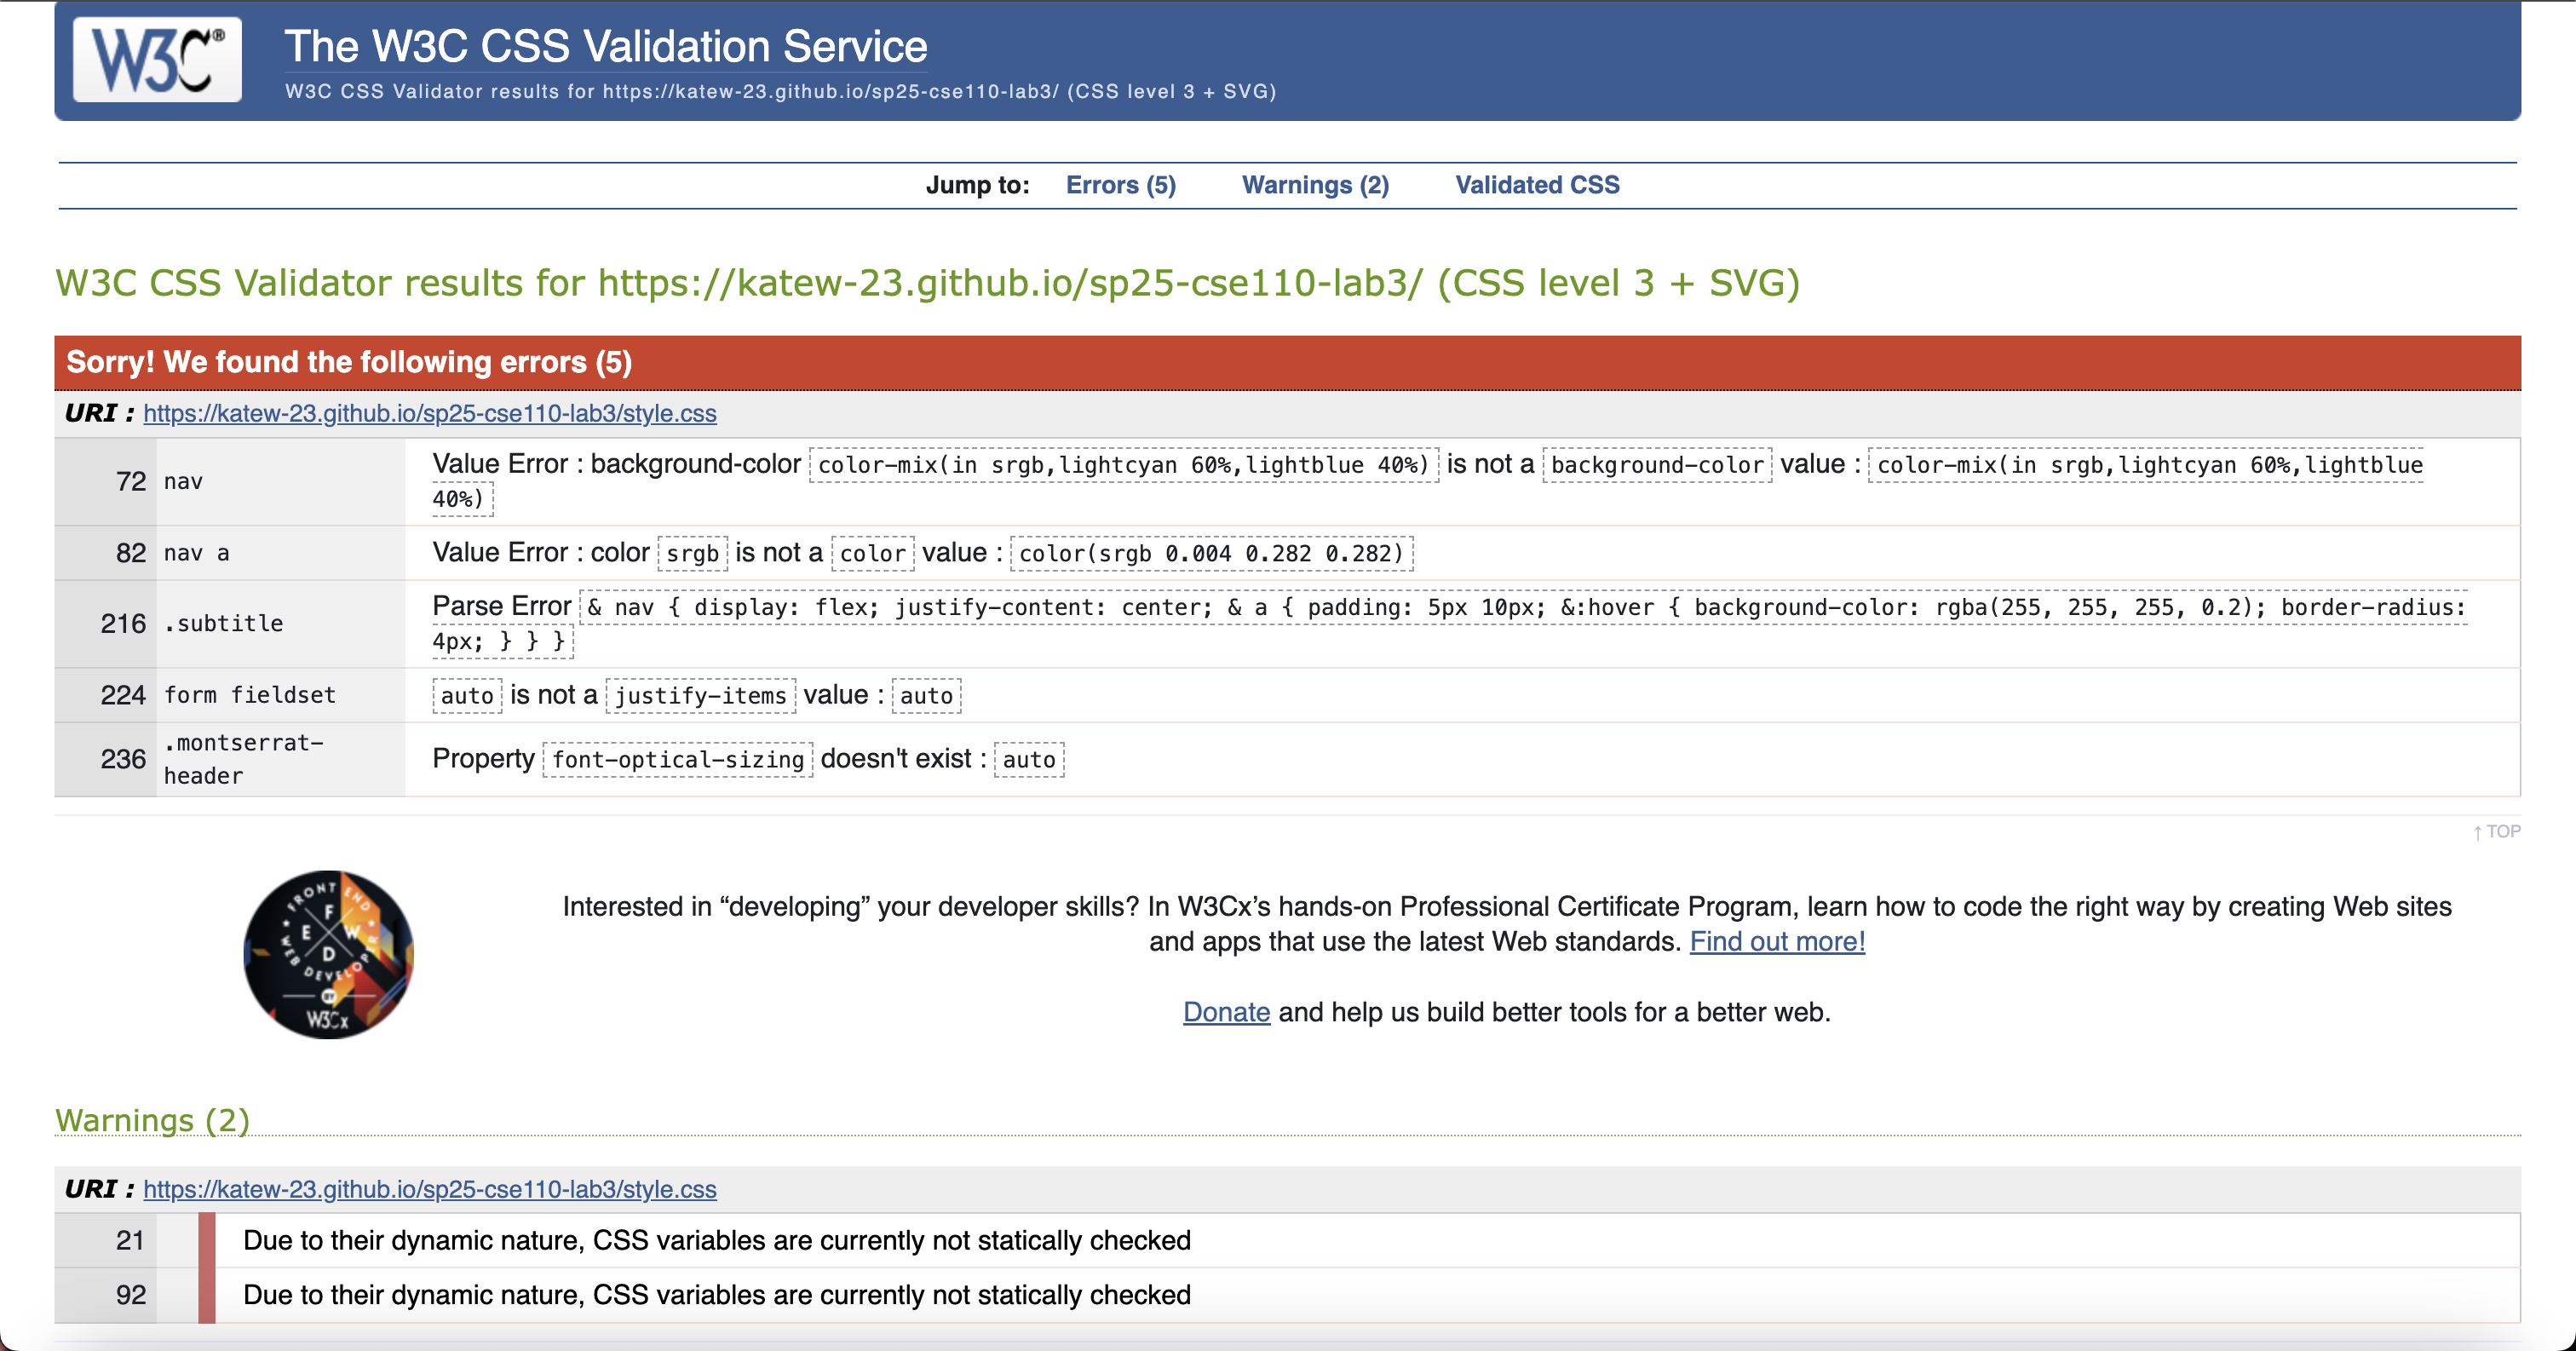 W3C®
The W3C CSS Validation Service
W3C CSS Validator results for https://katew-23.github.io/sp25-cse110-lab3/ (CSS level 3 + SVG)
Jump to: Errors (5) Warnings (2) Validated CSS
W3C CSS Validator results for https://katew-23.github.io/sp25-cse110-lab3/ (CSS level 3 + SVG)
Sorry! We found the following errors (5)
URI : https://katew-23.github.io/sp25-cse110-lab3/style.css
72 nav Value Error : background-color color-mix(in srgb,lightcyan 60%,lightblue 40%) is not a background-color value : color-mix(in srgb,lightcyan 60%,lightblue
40%)
82 nav a Value Error : color srgb is not a color value : color(srgb 0.004 0.282 0.282)
216 .subtitle Parse Error & nav { display: flex; justify-content: center; & a { padding: 5px 10px; &:hover { background-color: rgba(255, 255, 255, 0.2); border-radius:
4px; } } }
224 form fieldset auto is not a justify-items value : auto
236 .montserrat-
header Property font-optical-sizing doesn't exist : auto
↑ TOP
FRONT END
F E W D
WEB DEVELOPER
BY
W3Cx
Interested in “developing” your developer skills? In W3Cx’s hands-on Professional Certificate Program, learn how to code the right way by creating Web sites
and apps that use the latest Web standards. Find out more!
Donate and help us build better tools for a better web.
Warnings (2)
URI : https://katew-23.github.io/sp25-cse110-lab3/style.css
21 Due to their dynamic nature, CSS variables are currently not statically checked
92 Due to their dynamic nature, CSS variables are currently not statically checked